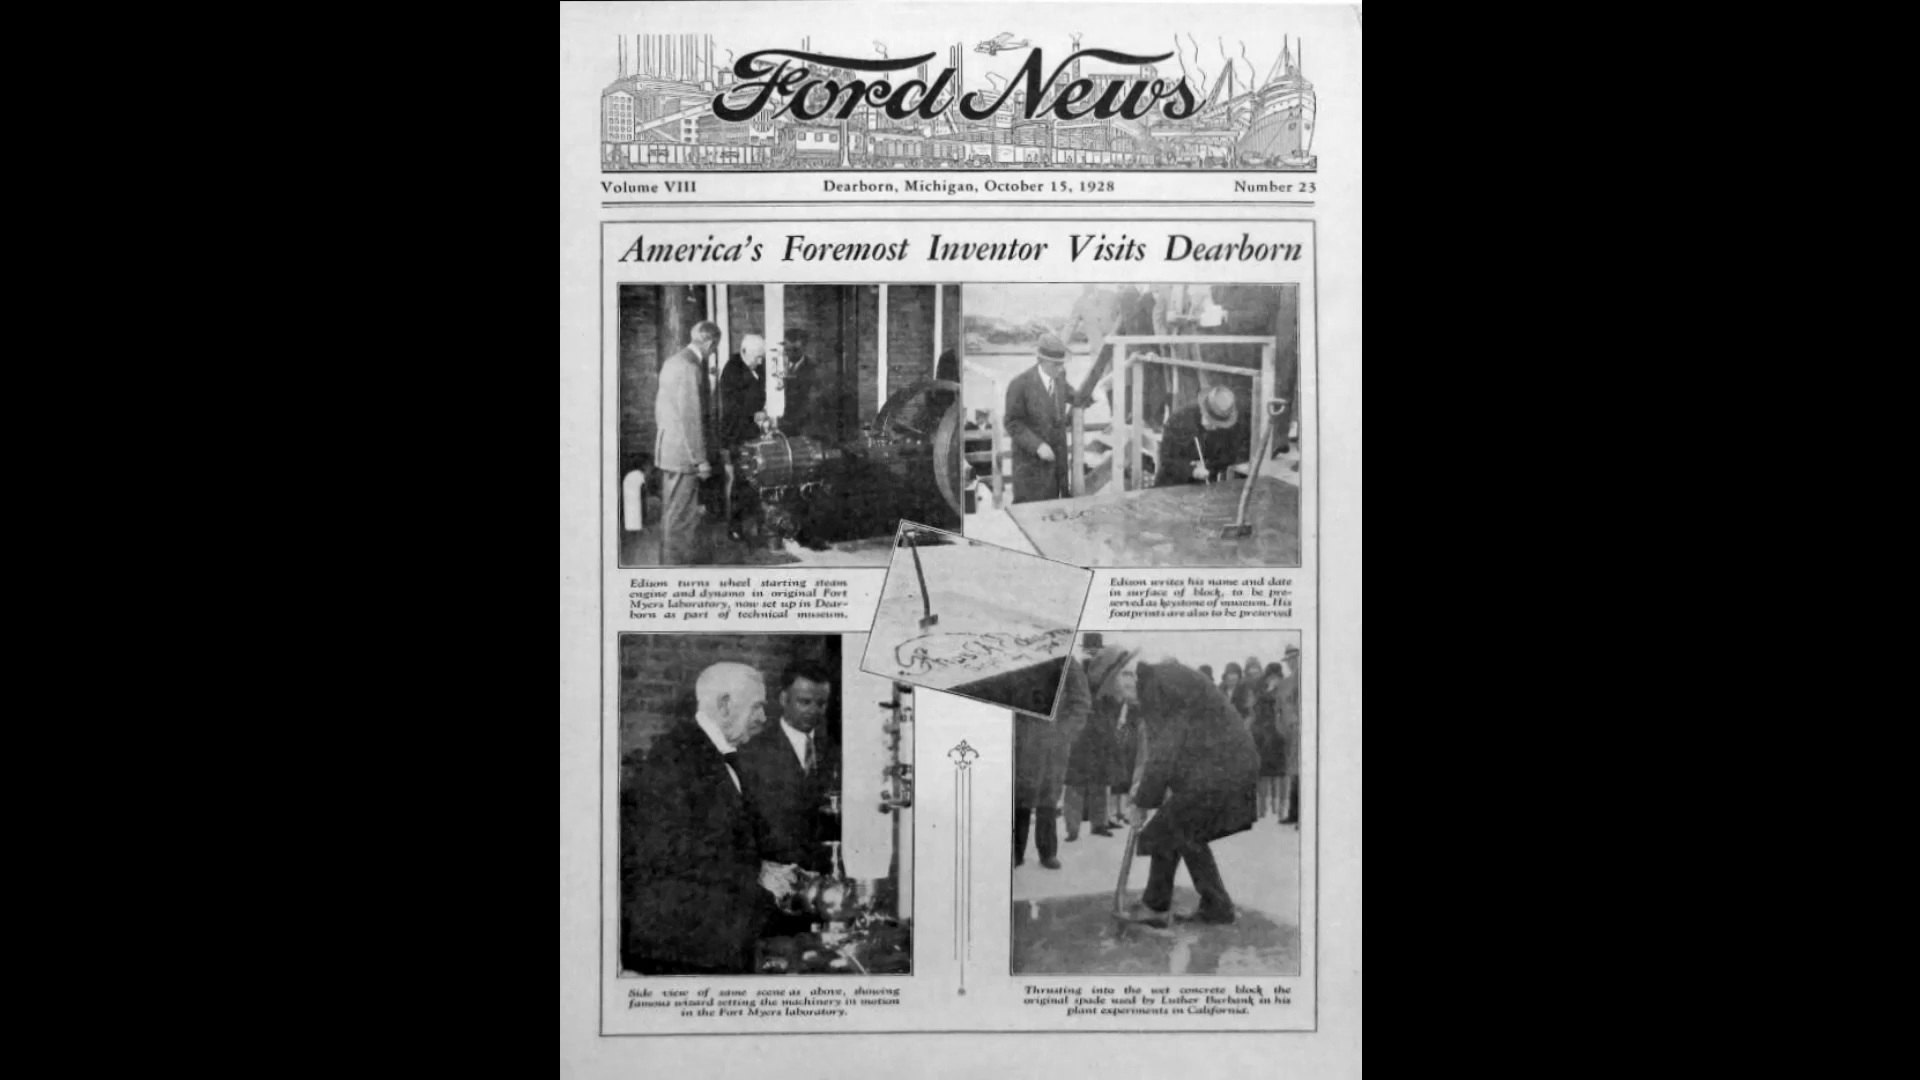 Ford News
Volume VIII
Dearborn, Michigan, October 15, 1928
Number 23
America's Foremost Inventor Visits Dearborn
Edison turns wheel starting steam
engine and dynamo in original Fort
Myers laboratory, now set up in Dear-
born as part of technical museum.
Edison writes his name and date
in surface of block, to be pre-
served as keystone of museum. His
footprints are also to be preserved
Side view of same scene as above, showing
famous wizard setting the machinery in motion
in the Fort Myers laboratory.
Thrusting into the wet concrete block the
original spade used by Luther Burbank in his
plant experiments in California.